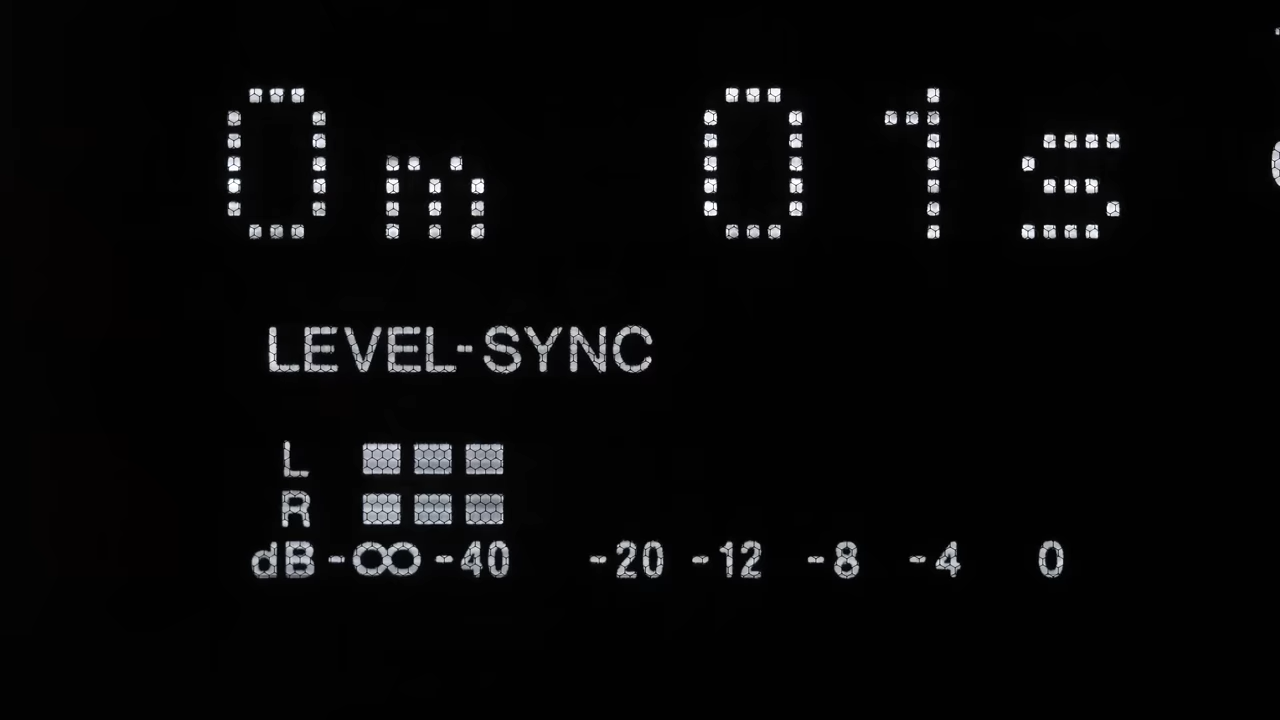 0m 01s
LEVEL-SYNC
L
R
dB -∞ -40 -20 -12 -8 -4 0